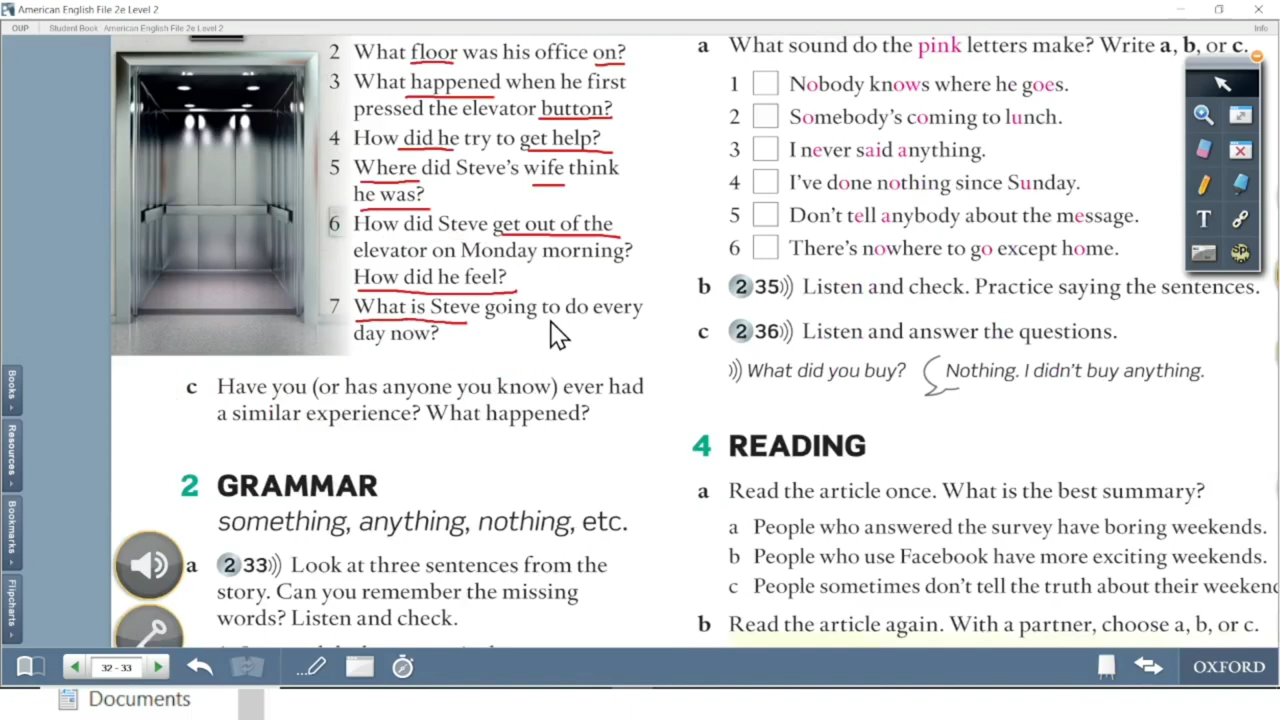 American English File 2e Level 2
OUP Student Book American English File 2e Level 2
Info
2 What floor was his office on?
3 What happened when he first
pressed the elevator button?
4 How did he try to get help?
5 Where did Steve's wife think
he was?
6 How did Steve get out of the
elevator on Monday morning?
How did he feel?
7 What is Steve going to do every
day now?
c Have you (or has anyone you know) ever had
a similar experience? What happened?
2 GRAMMAR
something, anything, nothing, etc.
a 2 33 Look at three sentences from the
story. Can you remember the missing
words? Listen and check.
a What sound do the pink letters make? Write a, b, or c.
1 Nobody knows where he goes.
2 Somebody's coming to lunch.
3 I never said anything.
4 I've done nothing since Sunday.
5 Don't tell anybody about the message.
6 There's nowhere to go except home.
b 2 35 Listen and check. Practice saying the sentences.
c 2 36 Listen and answer the questions.
What did you buy? Nothing. I didn't buy anything.
4 READING
a Read the article once. What is the best summary?
a People who answered the survey have boring weekends.
b People who use Facebook have more exciting weekends.
c People sometimes don't tell the truth about their weekend
b Read the article again. With a partner, choose a, b, or c.
T
Books
Resources
Bookmarks
Flipcharts
32 - 33
OXFORD
Documents